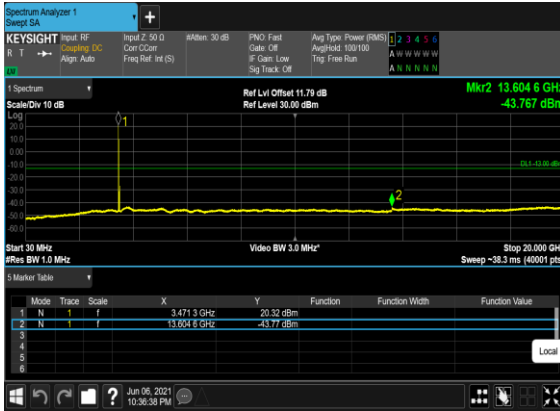 Spectrum Analyzer 1
Swept SA
+
KEYSIGHT Input: RF Input Z: 50 Ω #Atten: 30 dB PNO: Fast Avg Type: Power (RMS) 1 2 3 4 5 6
R T Coupling: DC Corr CCorr Gate: Off Avg|Hold: 100/100 A W W W W W
Align: Auto Freq Ref: Int (S) IF Gain: Low Trig: Free Run
Sig Track: Off A N N N N N
1 Spectrum Ref Lvl Offset 11.79 dB Mkr2 13.604 6 GHz
Scale/Div 10 dB Ref Level 30.00 dBm -43.767 dBm
Log
1
20.0
10.0
0.00
-10.0
DL1 -13.00 dBm
-20.0
-30.0
-40.0
2
-50.0
-60.0
Start 30 MHz Video BW 3.0 MHz* Stop 20.000 GHz
#Res BW 1.0 MHz Sweep ~38.3 ms (40001 pts)
5 Marker Table
Mode Trace Scale X Y Function Function Width Function Value
1 N 1 f 3.471 3 GHz 20.32 dBm
2 N 1 f 13.604 6 GHz -43.77 dBm
3
4
5
6
Local
? Jun 06, 2021
10:36:38 PM